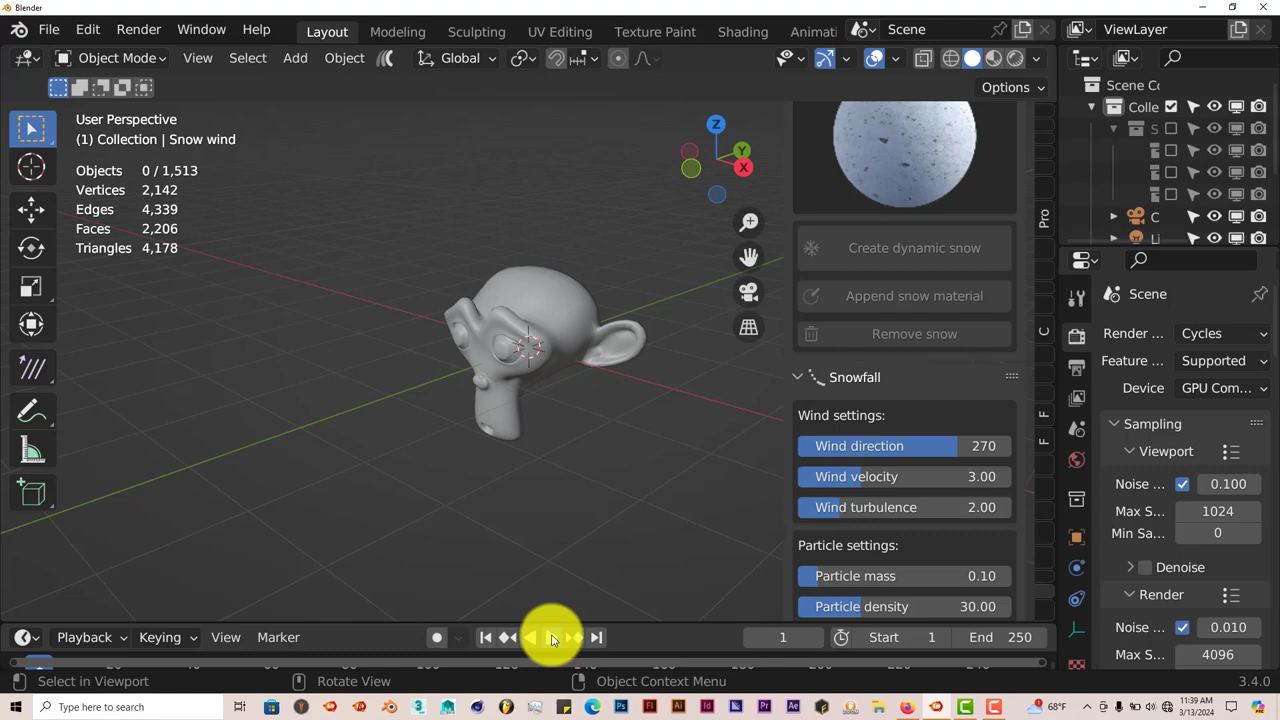 Blender
File Edit Render Window Help Layout Modeling Sculpting UV Editing Texture Paint Shading Animati Scene ViewLayer
Object Mode View Select Add Object Global
Options
User Perspective
(1) Collection | Snow wind
Objects 0 / 1,513
Vertices 2,142
Edges 4,339
Faces 2,206
Triangles 4,178
Z
Y
X
Create dynamic snow
Append snow material
Remove snow
Snowfall
Wind settings:
Wind direction 270
Wind velocity 3.00
Wind turbulence 2.00
Particle settings:
Particle mass 0.10
Particle density 30.00
Pro
C
F
F
Scene Cc
Colle
S
C
Li
Scene
Render ... Cycles
Feature ... Supported
Device GPU Com...
Sampling
Viewport
Noise ... 0.100
Max S... 1024
Min Sa... 0
Denoise
Render
Noise ... 0.010
Max S... 4096
Playback Keying View Marker 1 Start 1 End 250
Select in Viewport Rotate View Object Context Menu 3.4.0
Type here to search
68°F
11:39 AM
3/13/2024